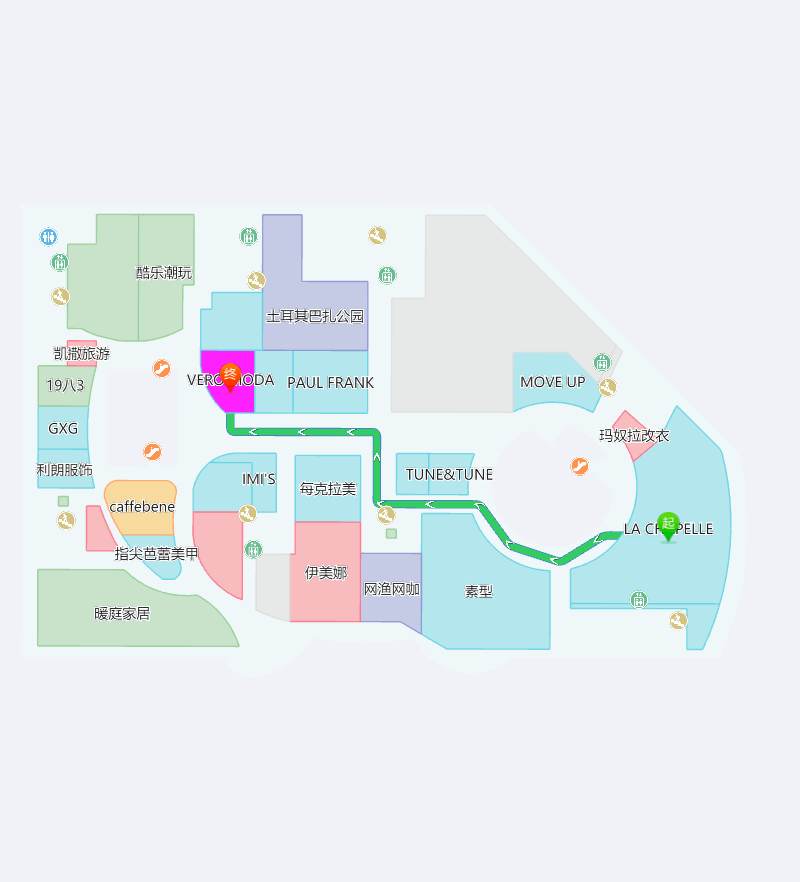 酷乐潮玩
土耳其巴扎公园
凯撒旅游
终
VERO MODA
PAUL FRANK
MOVE UP
19八3
GXG
玛奴拉改衣
利朗服饰
IMI'S
TUNE&TUNE
每克拉美
caffebene
起
LA CHAPELLE
指尖芭蕾美甲
伊美娜
网渔网咖
素型
暖庭家居